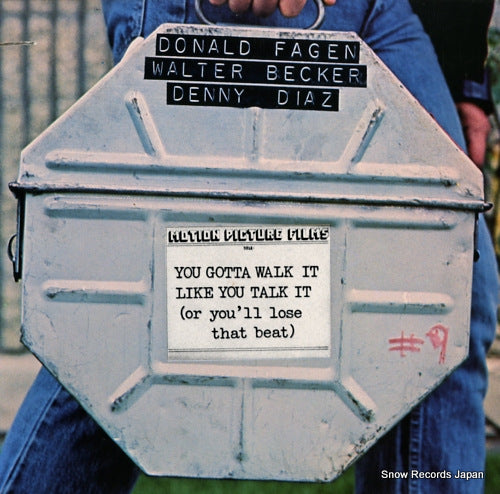 DONALD FAGEN
WALTER BECKER
DENNY DIAZ
MOTION PICTURE FILMS
TITLE
YOU GOTTA WALK IT
LIKE YOU TALK IT
(or you'll lose
that beat)
#9
Snow Records Japan